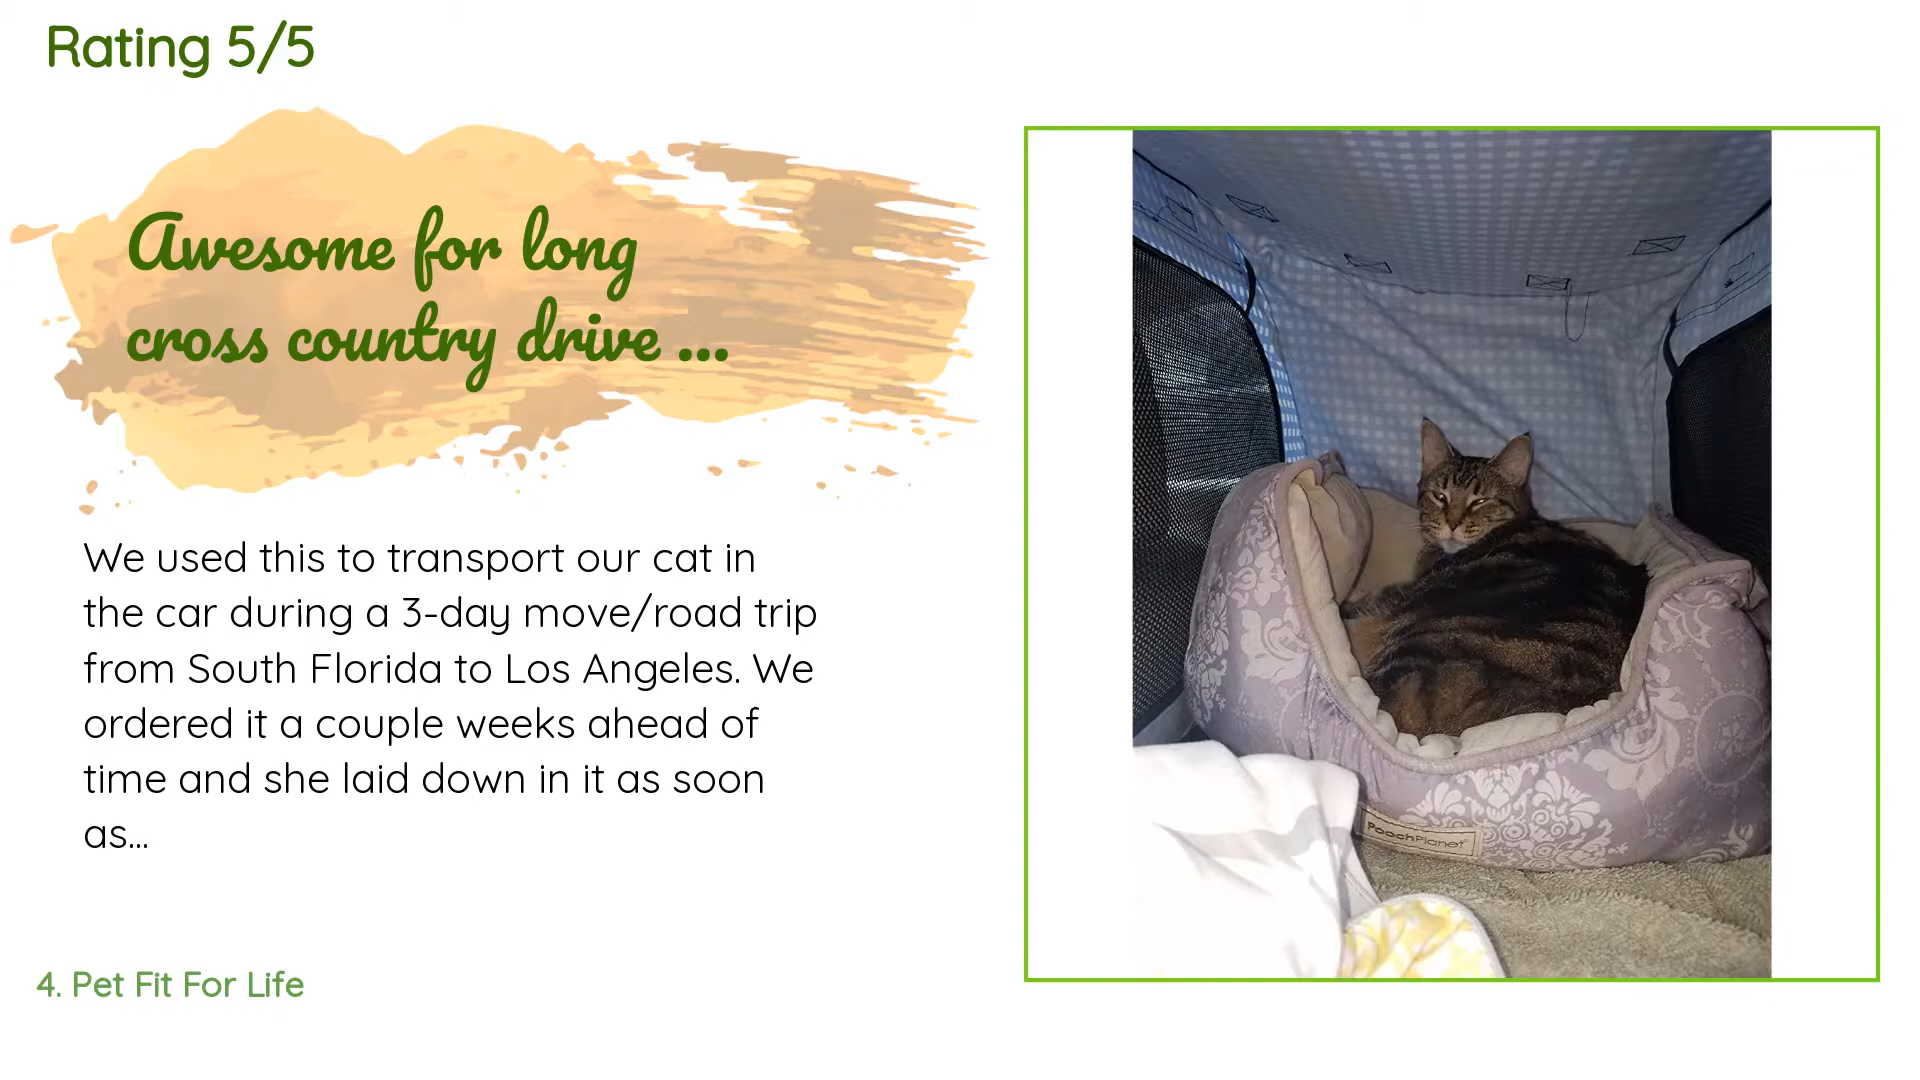 Rating 5/5
Awesome for long
cross country drive ...
We used this to transport our cat in
the car during a 3-day move/road trip
from South Florida to Los Angeles. We
ordered it a couple weeks ahead of
time and she laid down in it as soon
as...
PoochPlanet
4. Pet Fit For Life